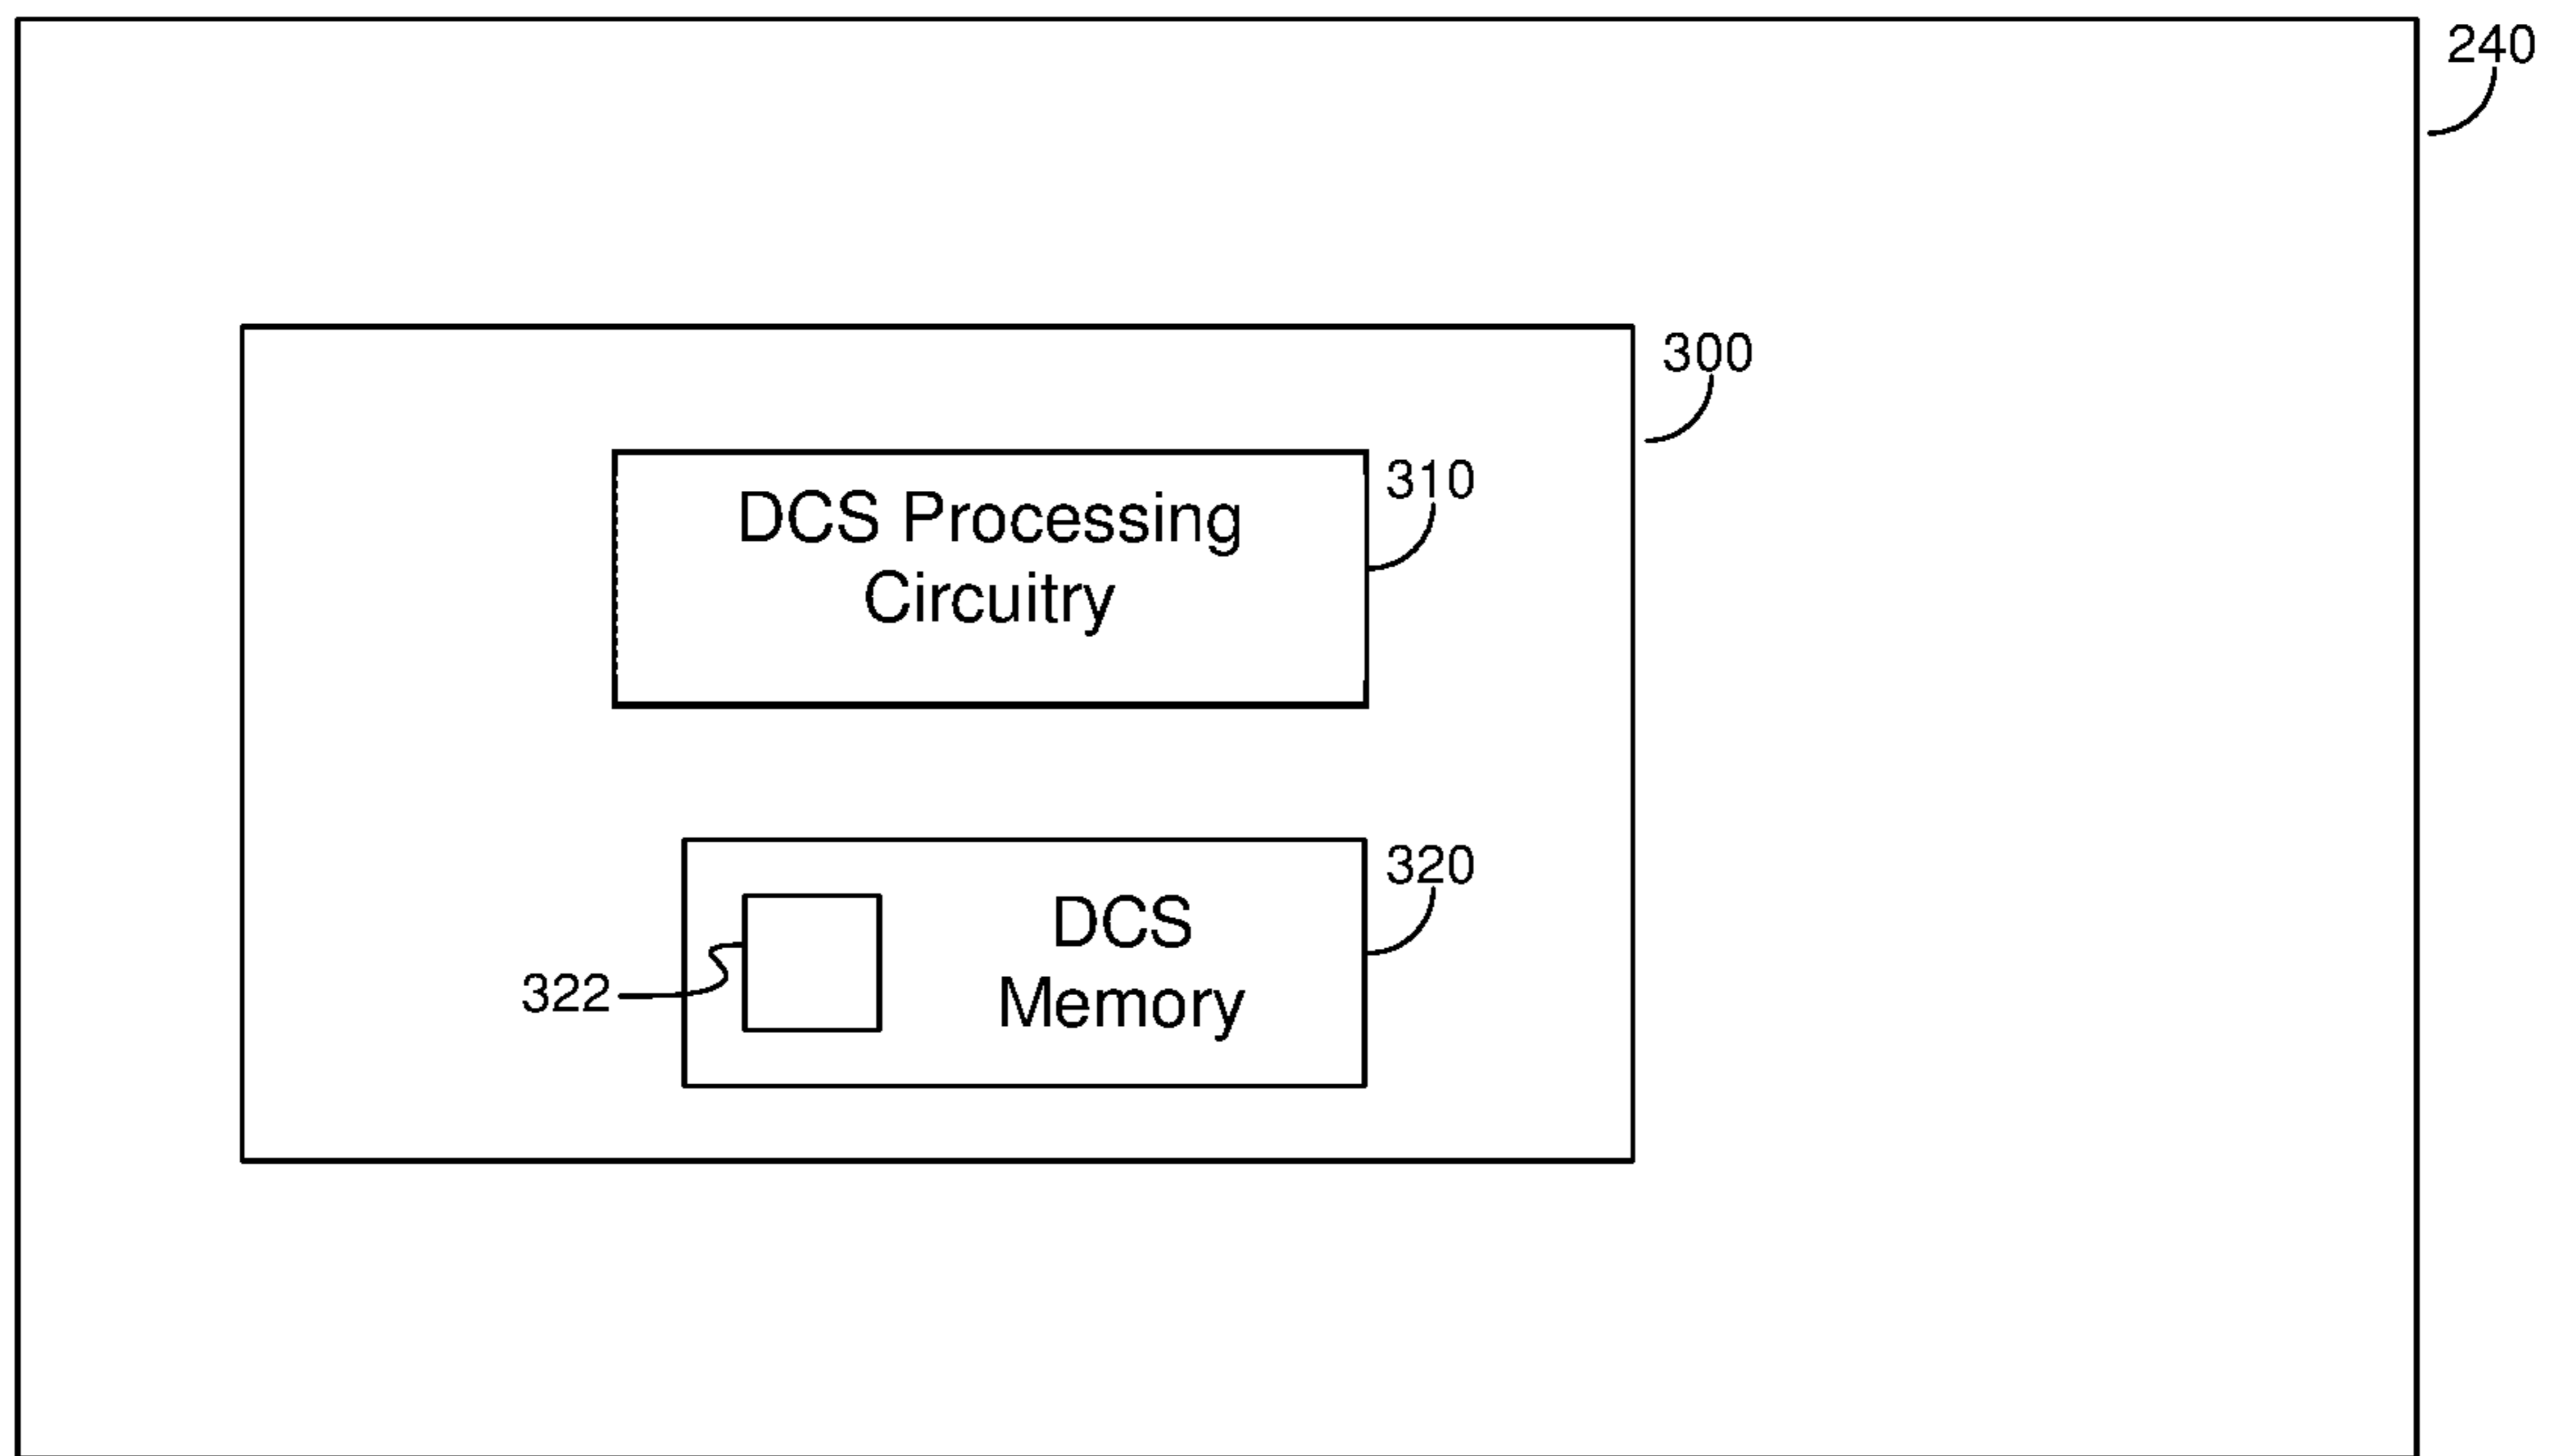 240
300
DCS Processing
Circuitry
310
DCS
Memory
320
322